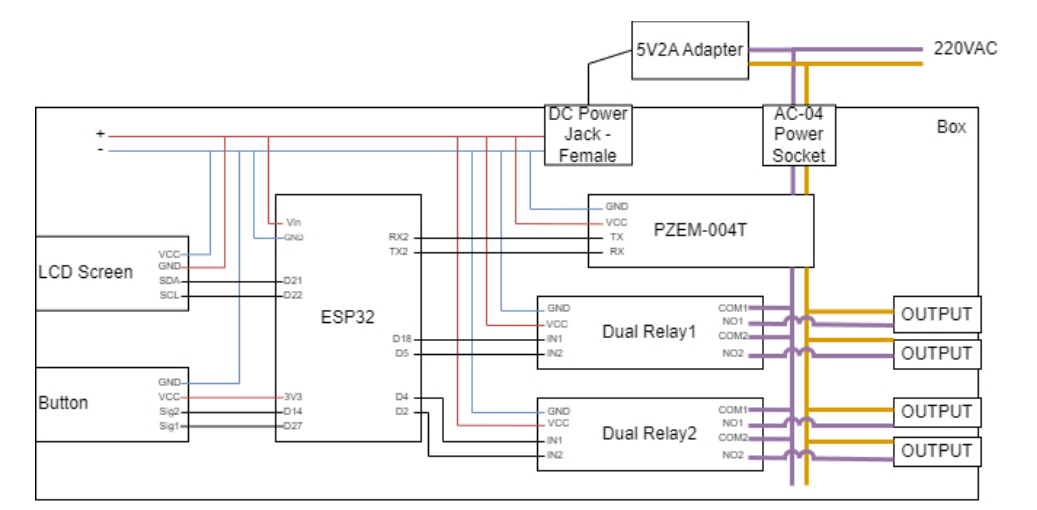 5V2A Adapter
220VAC
DC Power
Jack -
Female
AC-04
Power
Socket
Box
+
-
GND
VCC
TX
RX
PZEM-004T
Vin
GND
RX2
TX2
D21
D22
ESP32
D18
D5
3V3
D14
D27
D4
D2
LCD Screen
VCC
GND
SDA
SCL
Button
GND
VCC
Sig2
Sig1
GND
VCC
IN1
IN2
Dual Relay1
COM1
NO1
COM2
NO2
OUTPUT
OUTPUT
GND
VCC
IN1
IN2
Dual Relay2
COM1
NO1
COM2
NO2
OUTPUT
OUTPUT